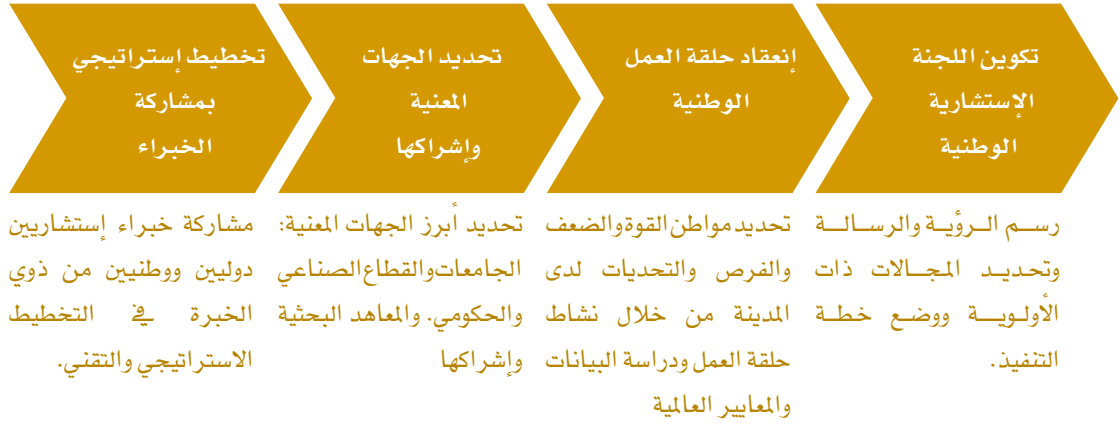 تكوين اللجنة
الإستشارية
الوطنية
رسم الرؤية والرسالة
وتحديد المجالات ذات
الأولوية ووضع خطة
التنفيذ.
إنعقاد حلقة العمل
الوطنية
تحديد مواطن القوة والضعف
والفرص والتحديات لدى
المدينة من خلال نشاط
حلقة العمل ودراسة البيانات
والمعايير العالمية
تحديد الجهات
المعنية
وإشراكها
تحديد أبرز الجهات المعنية:
الجامعات والقطاع الصناعي
والحكومي. والمعاهد البحثية
وإشراكها
تخطيط إستراتيجي
بمشاركة
الخبراء
مشاركة خبراء إستشاريين
دوليين ووطنيين من ذوي
الخبرة في التخطيط
الاستراتيجي والتقني.